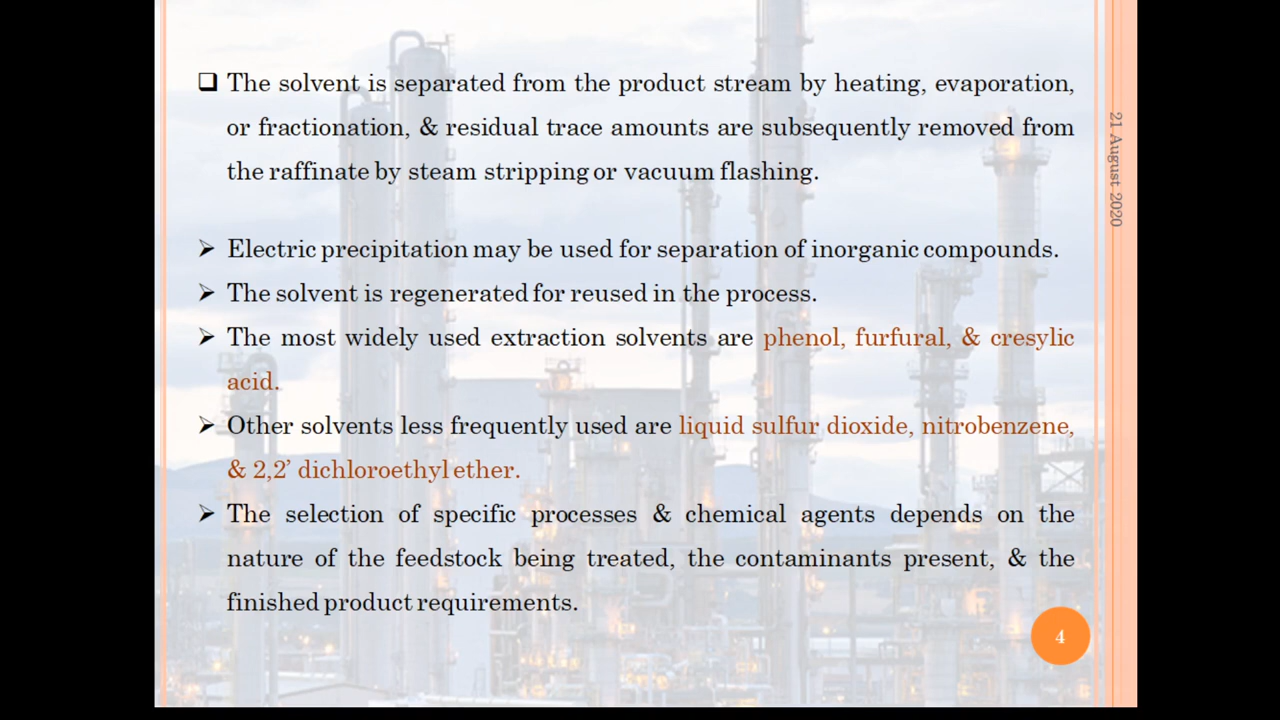 The solvent is separated from the product stream by heating, evaporation,
or fractionation, & residual trace amounts are subsequently removed from
the raffinate by steam stripping or vacuum flashing.
Electric precipitation may be used for separation of inorganic compounds.
The solvent is regenerated for reused in the process.
The most widely used extraction solvents are phenol, furfural, & cresylic
acid.
Other solvents less frequently used are liquid sulfur dioxide, nitrobenzene,
& 2,2’ dichloroethyl ether.
The selection of specific processes & chemical agents depends on the
nature of the feedstock being treated, the contaminants present, & the
finished product requirements.
21 August 2020
4